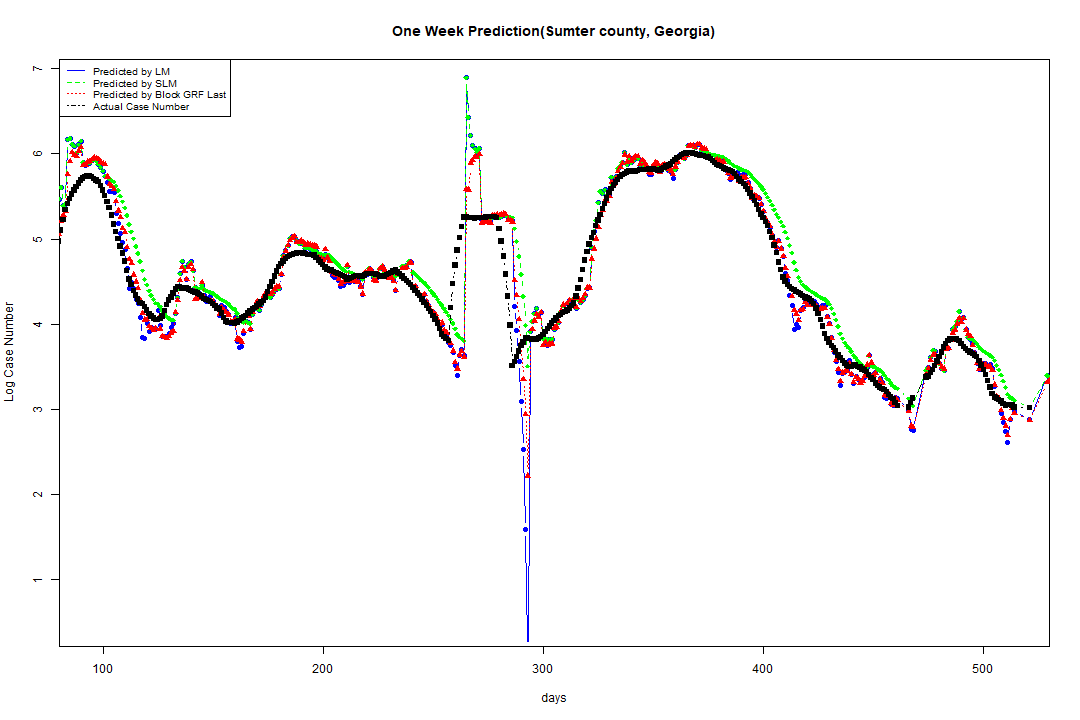 One Week Prediction(Sumter county, Georgia)
Predicted by LM
Predicted by SLM
Predicted by Block GRF Last
Actual Case Number
Log Case Number
7
6
5
4
3
2
1
100
200
300
400
500
days